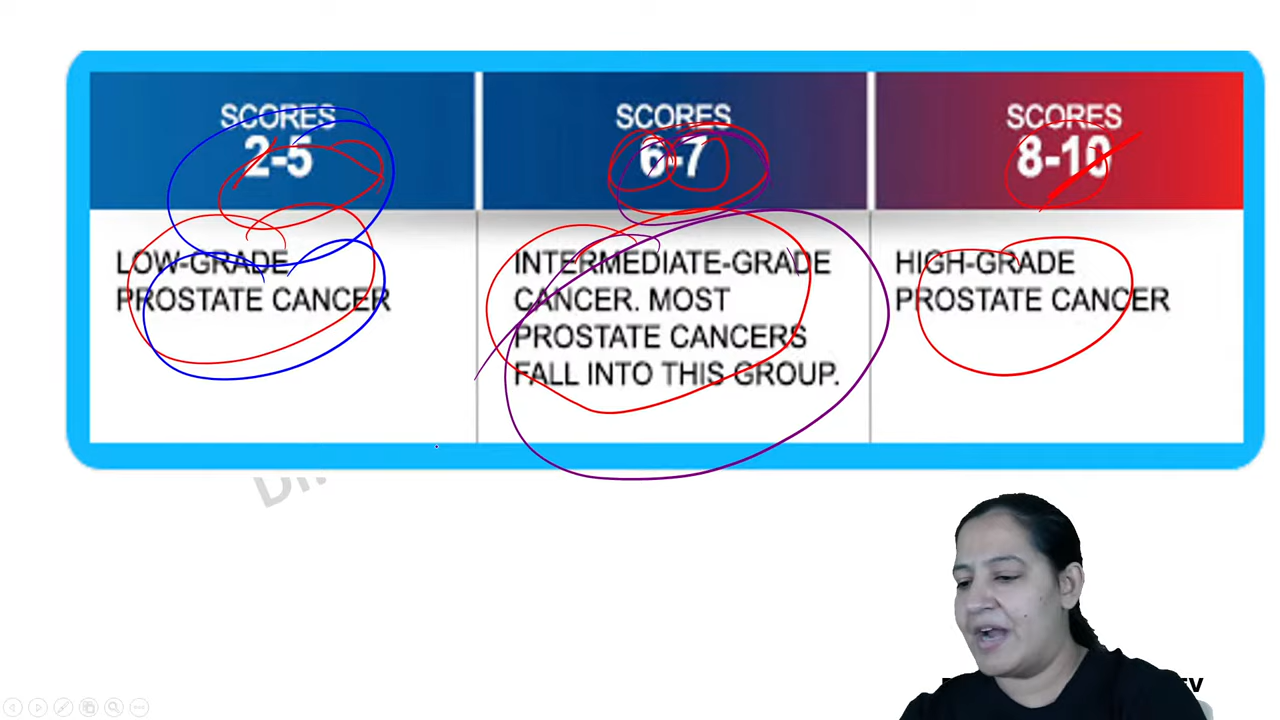 SCORES
2-5
SCORES
6-7
SCORES
8-10
LOW-GRADE
PROSTATE CANCER
INTERMEDIATE-GRADE
CANCER. MOST
PROSTATE CANCERS
FALL INTO THIS GROUP.
HIGH-GRADE
PROSTATE CANCER